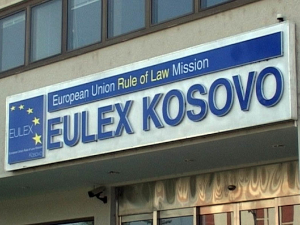 European Union Rule of Law Mission
EULEX
EULEX KOSOVO